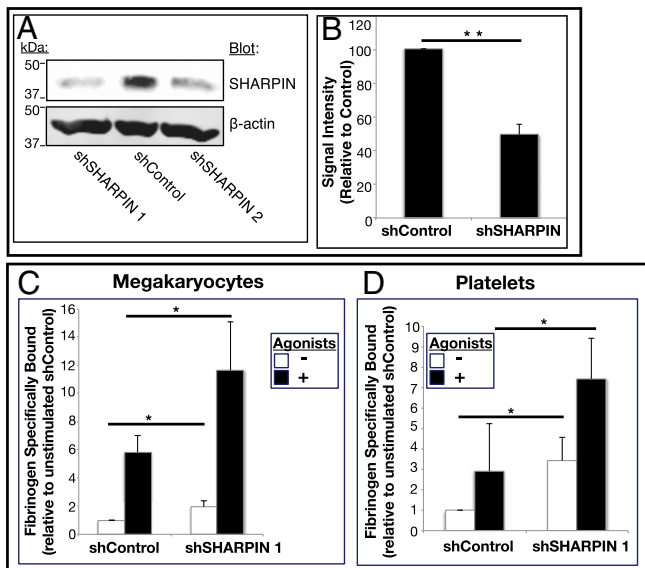 A
kDa:
Blot:
50
37
SHARPIN
50
37
β-actin
shSHARPIN 1
shControl
shSHARPIN 2
B
Signal Intensity
(Relative to Control)
120
100
80
60
40
20
0
**
shControl
shSHARPIN
C
Megakaryocytes
Fibrinogen Specifically Bound
(relative to unstimulated shControl)
16
14
12
10
8
6
4
2
0
*
*
shControl
shSHARPIN 1
Agonists
-
+
D
Platelets
Fibrinogen Specifically Bound
(relative to unstimulated shControl)
10
9
8
7
6
5
4
3
2
1
0
Agonists
-
+
*
*
shControl
shSHARPIN 1